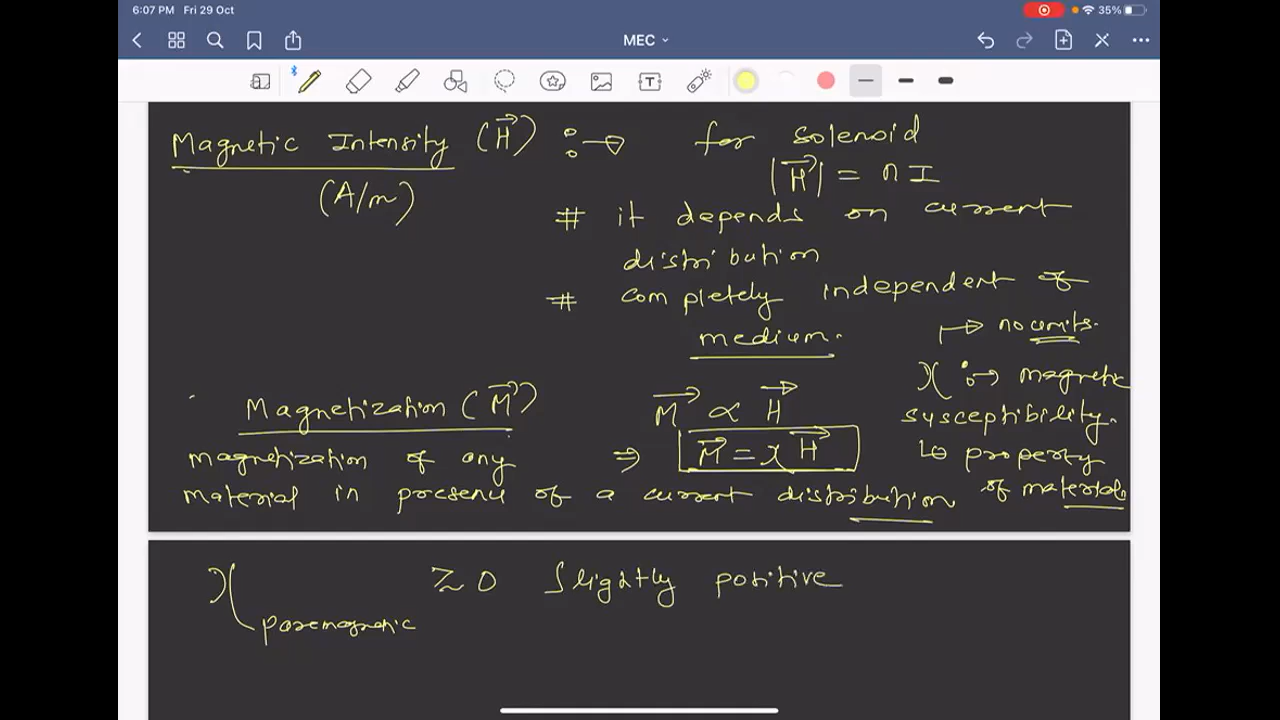 6:07 PM Fri 29 Oct
35%
MEC
Magnetic Intensity (H⃗) :→ for solenoid
|H⃗| = nI
(A/m)
# it depends on current
distribution
# completely independent of
medium.
→ no units.
χ :→ magnetic
susceptibility.
↳ property
of material
Magnetization (M⃗)
M⃗ ∝ H⃗
⇒ M⃗ = χH⃗
magnetization of any
material in presence of a current distribution
χ paramagnetic ≳ 0 slightly positive